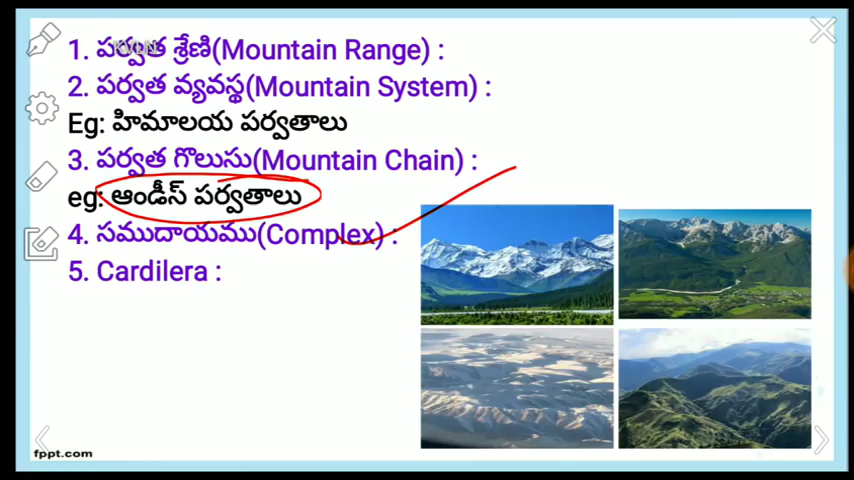 1. పర్వత శ్రేణి(Mountain Range) :
2. పర్వత వ్యవస్థ(Mountain System) :
Eg: హిమాలయ పర్వతాలు
3. పర్వత గొలుసు(Mountain Chain) :
eg: ఆండీస్ పర్వతాలు
4. సముదాయము(Complex) :
5. Cardilera :
fppt.com